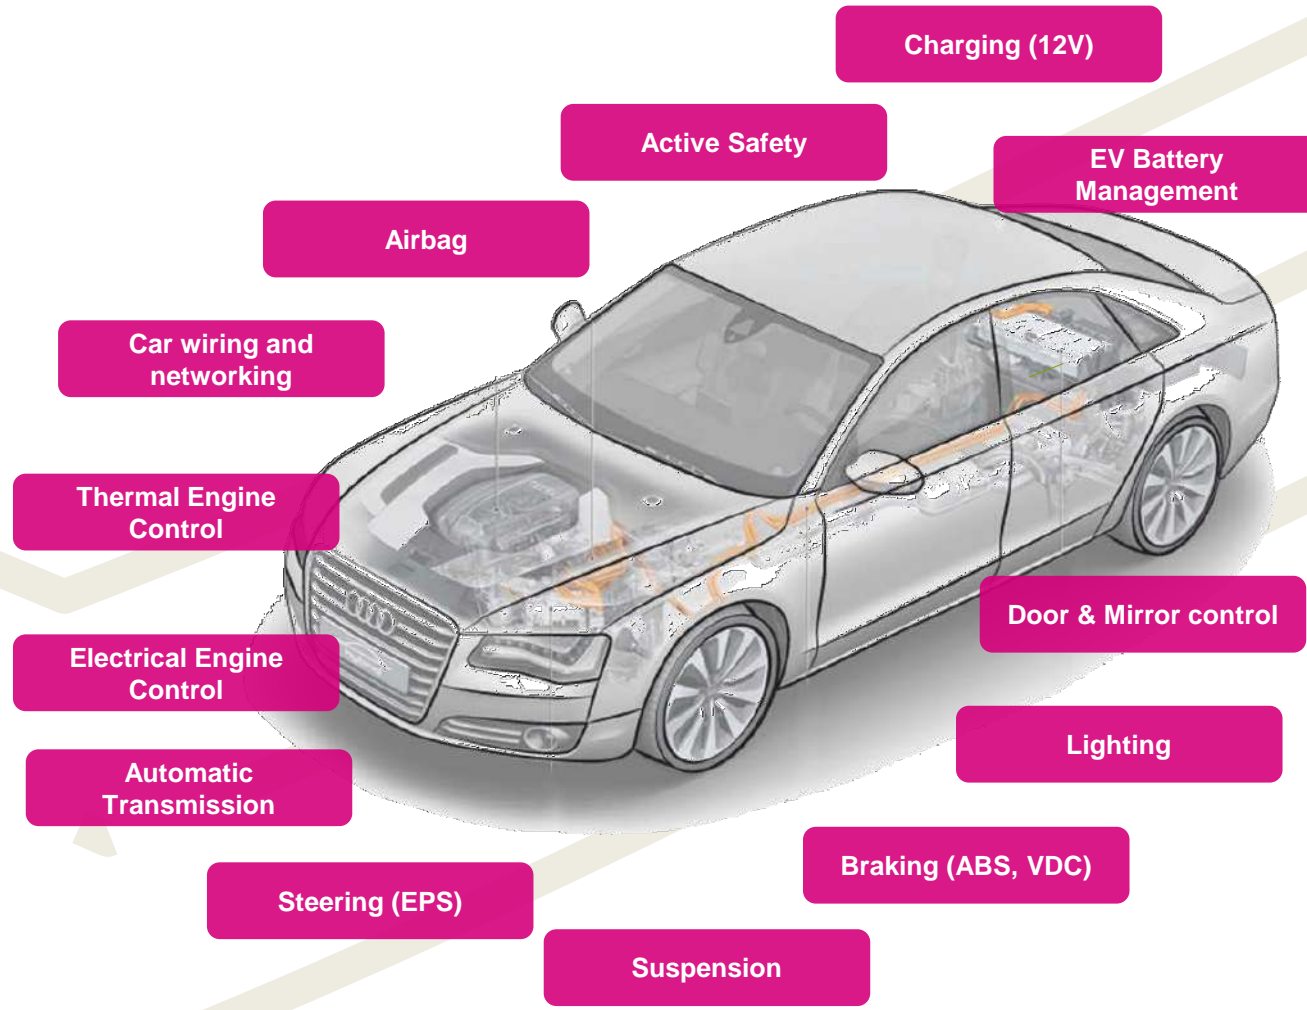 Charging (12V)
Active Safety
EV Battery
Management
Airbag
Car wiring and
networking
Thermal Engine
Control
Door & Mirror control
Electrical Engine
Control
Lighting
Automatic
Transmission
Braking (ABS, VDC)
Steering (EPS)
Suspension